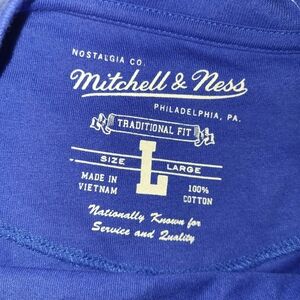 NOSTALGIA CO.
Mitchell & Ness
PHILADELPHIA, PA.
TRADITIONAL FIT
SIZE L LARGE
MADE IN 100%
VIETNAM COTTON
Nationally Known for
Service and Quality